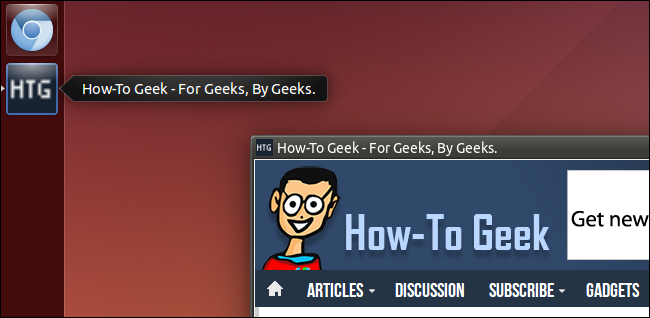 HTG
How-To Geek - For Geeks, By Geeks.
HTG How-To Geek - For Geeks, By Geeks.
How-To Geek
Get new
ARTICLES DISCUSSION SUBSCRIBE GADGETS